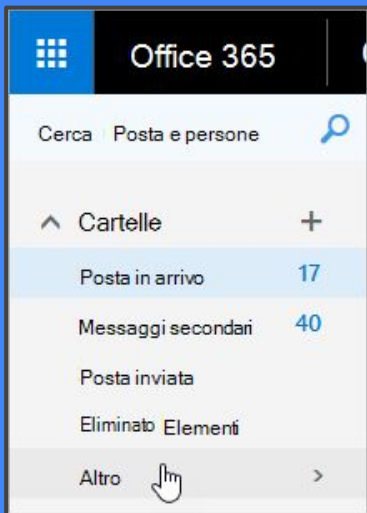 Office 365
Cerca Posta e persone
Cartelle +
Posta in arrivo 17
Messaggi secondari 40
Posta inviata
Eliminato Elementi
Altro >